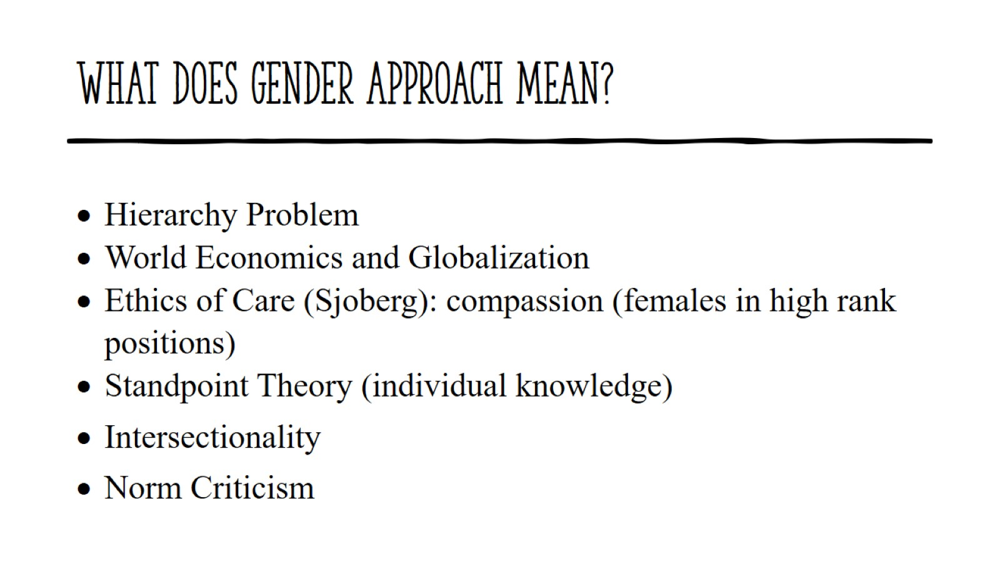 WHAT DOES GENDER APPROACH MEAN?
• Hierarchy Problem
• World Economics and Globalization
• Ethics of Care (Sjoberg): compassion (females in high rank
positions)
• Standpoint Theory (individual knowledge)
• Intersectionality
• Norm Criticism